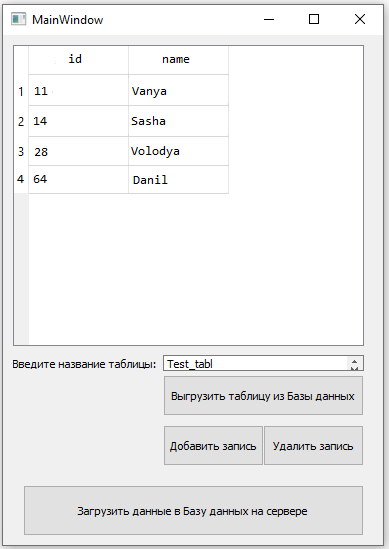 MainWindow
id name
1 11 Vanya
2 14 Sasha
3 28 Volodya
4 64 Danil
Введите название таблицы: Test_tabl
Выгрузить таблицу из Базы данных
Добавить запись Удалить запись
Загрузить данные в Базу данных на сервере